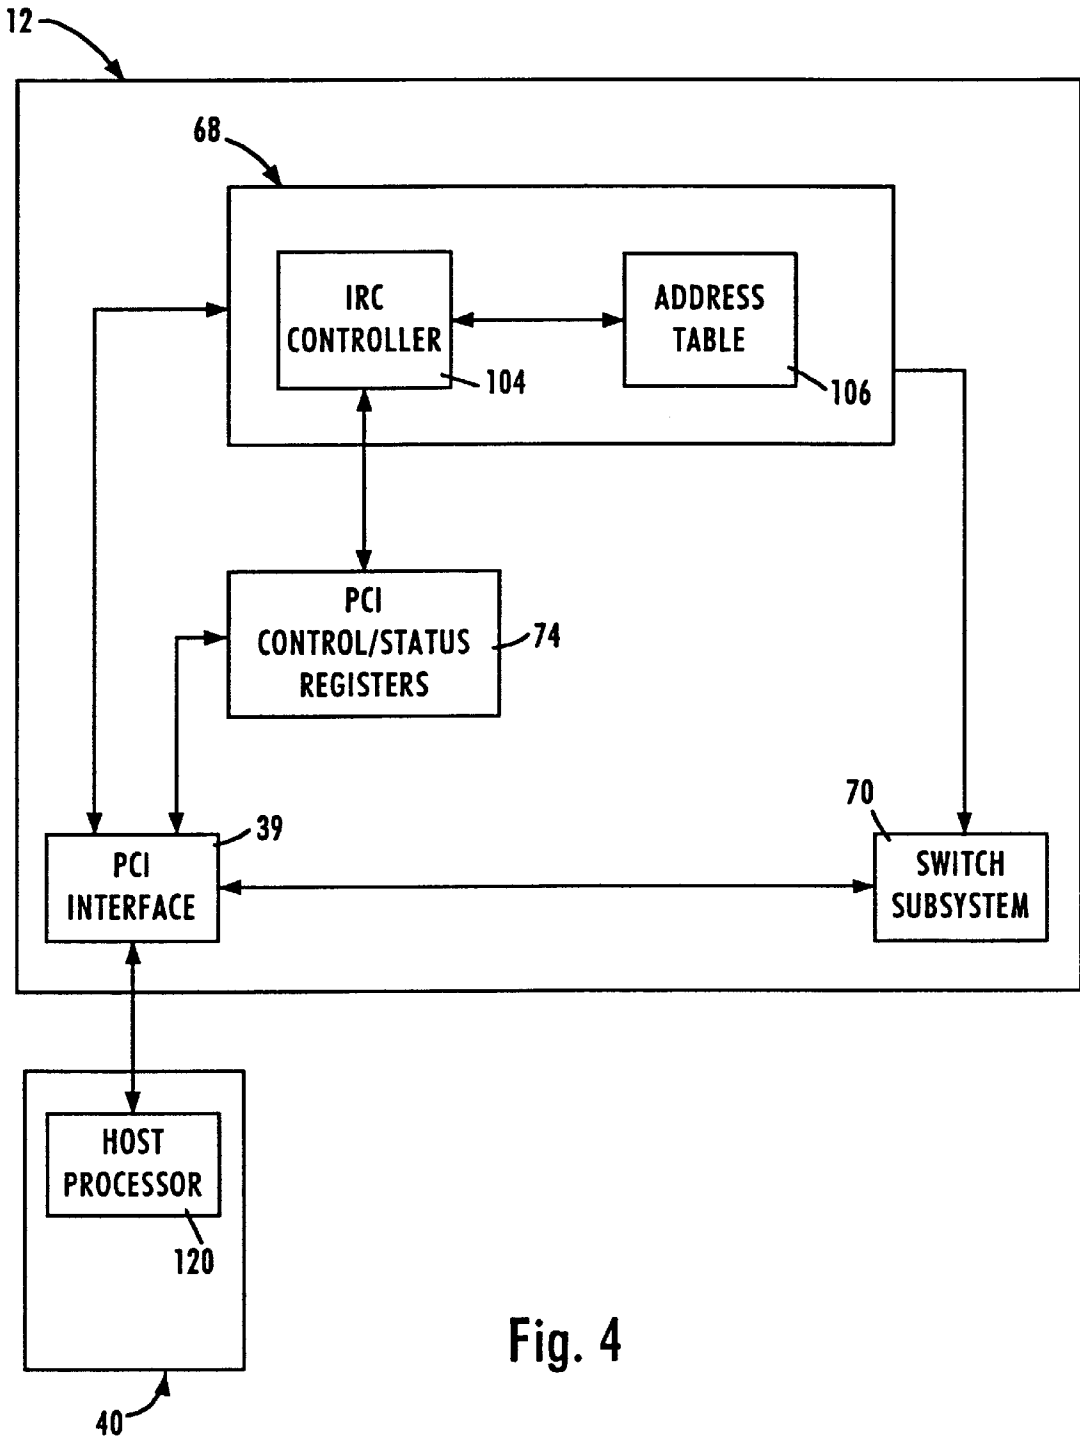 12
68
IRC
CONTROLLER
104
ADDRESS
TABLE
106
PCI
CONTROL/STATUS
REGISTERS
74
39
PCI
INTERFACE
70
SWITCH
SUBSYSTEM
HOST
PROCESSOR
120
Fig. 4
40